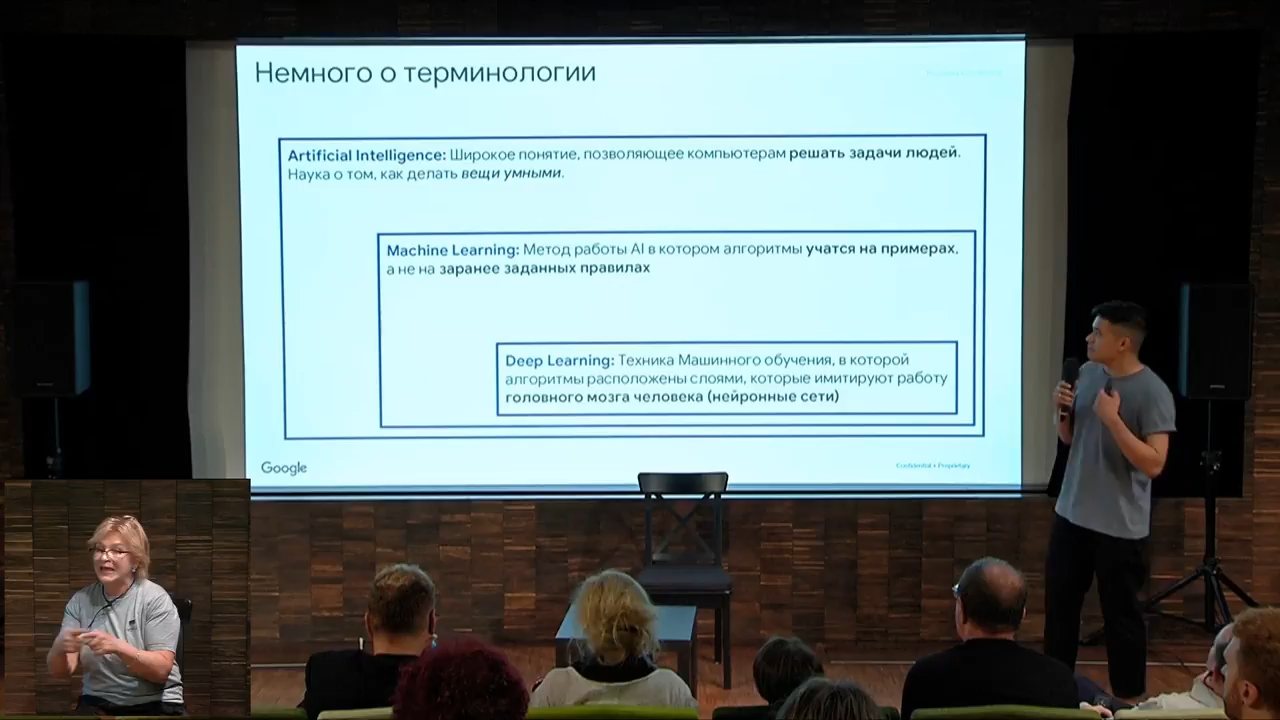 Немного о терминологии
Artificial Intelligence: Широкое понятие, позволяющее компьютерам решать задачи людей.
Наука о том, как делать вещи умными.
Machine Learning: Метод работы AI в котором алгоритмы учатся на примерах,
а не на заранее заданных правилах
Deep Learning: Техника Машинного обучения, в которой
алгоритмы расположены слоями, которые имитируют работу
головного мозга человека (нейронные сети)
Google
Confidential + Proprietary